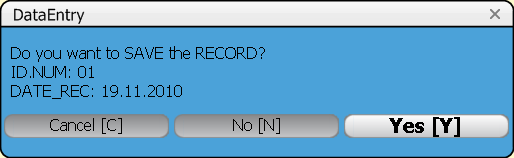 DataEntry
Do you want to SAVE the RECORD?
ID.NUM: 01
DATE_REC: 19.11.2010
Cancel [C] No [N] Yes [Y]